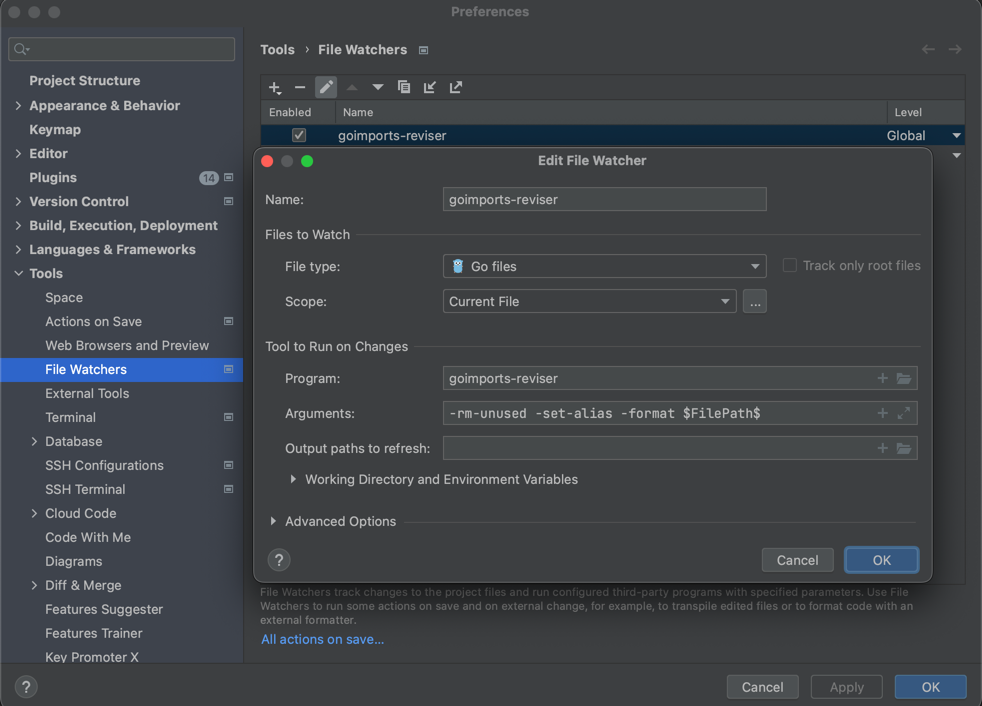 Preferences
Project Structure
Appearance & Behavior
Keymap
Editor
Plugins 14
Version Control
Build, Execution, Deployment
Languages & Frameworks
Tools
Space
Actions on Save
Web Browsers and Preview
File Watchers
External Tools
Terminal
Database
SSH Configurations
SSH Terminal
Cloud Code
Code With Me
Diagrams
Diff & Merge
Features Suggester
Features Trainer
Key Promoter X
Tools › File Watchers
Enabled Name Level
goimports-reviser Global
Edit File Watcher
Name: goimports-reviser
Files to Watch
File type: Go files Track only root files
Scope: Current File ...
Tool to Run on Changes
Program: goimports-reviser
Arguments: -rm-unused -set-alias -format $FilePath$
Output paths to refresh:
Working Directory and Environment Variables
Advanced Options
? Cancel OK
File Watchers track changes to the project files and run configured third-party programs with specified parameters. Use File
Watchers to run some actions on save and on external change, for example, to transpile edited files or to format code with an
external formatter.
All actions on save...
? Cancel Apply OK